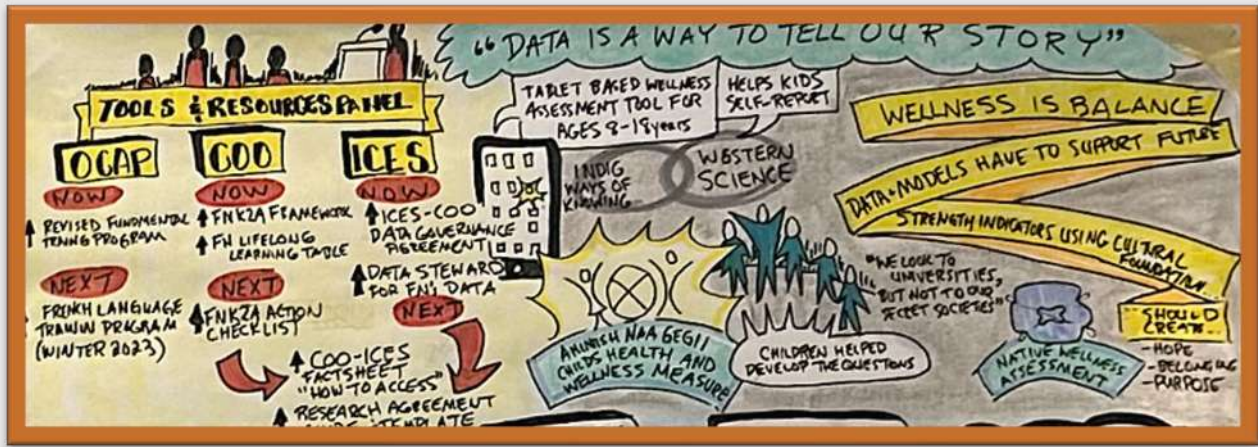 "DATA IS A WAY TO TELL OUR STORY"
TOOLS & RESOURCES PANEL
OCAP
NOW
REVISED FUNDMENTAL
PROGRAM
NEXT
FRENCH LANGUAGE
PROGRAM
(WINTER 2023)
COO
NOW
FNK2A FRAMEWORK
FN LIFELONG
LEARNING TABLE
NEXT
FNK2A ACTION
CHECKLIST
ICES
NOW
ICES-COO
DATA GOVERNANCE
AGREEMENT
DATA STEWARD
FOR FN'S DATA
NEXT
COO-ICES
FACTSHEET
"HOW TO ACCESS"
RESEARCH AGREEMENT
TEMPLATE
TABLET BASED WELLNESS
ASSESSMENT TOOL FOR
AGES 8-18 years
HELPS KIDS
SELF-REPORT
INDIG
WAYS OF
KNOWING
WESTERN
SCIENCE
NAA GEGII
CHILD'S HEALTH AND
WELLNESS MEASURE
CHILDREN HELPED
DEVELOP THE QUESTIONS
WELLNESS IS BALANCE
DATA + MODELS HAVE TO SUPPORT FUTURE
STRENGTH INDICATORS USING CULTURAL
FOUNDATION
"WE LOOK TO
UNIVERSITIES,
BUT NOT TO OUR
SECRET SOCIETIES"
NATIVE WELLNESS
ASSESSMENT
SHOULD
CREATE...
- HOPE
- BELONGING
- PURPOSE